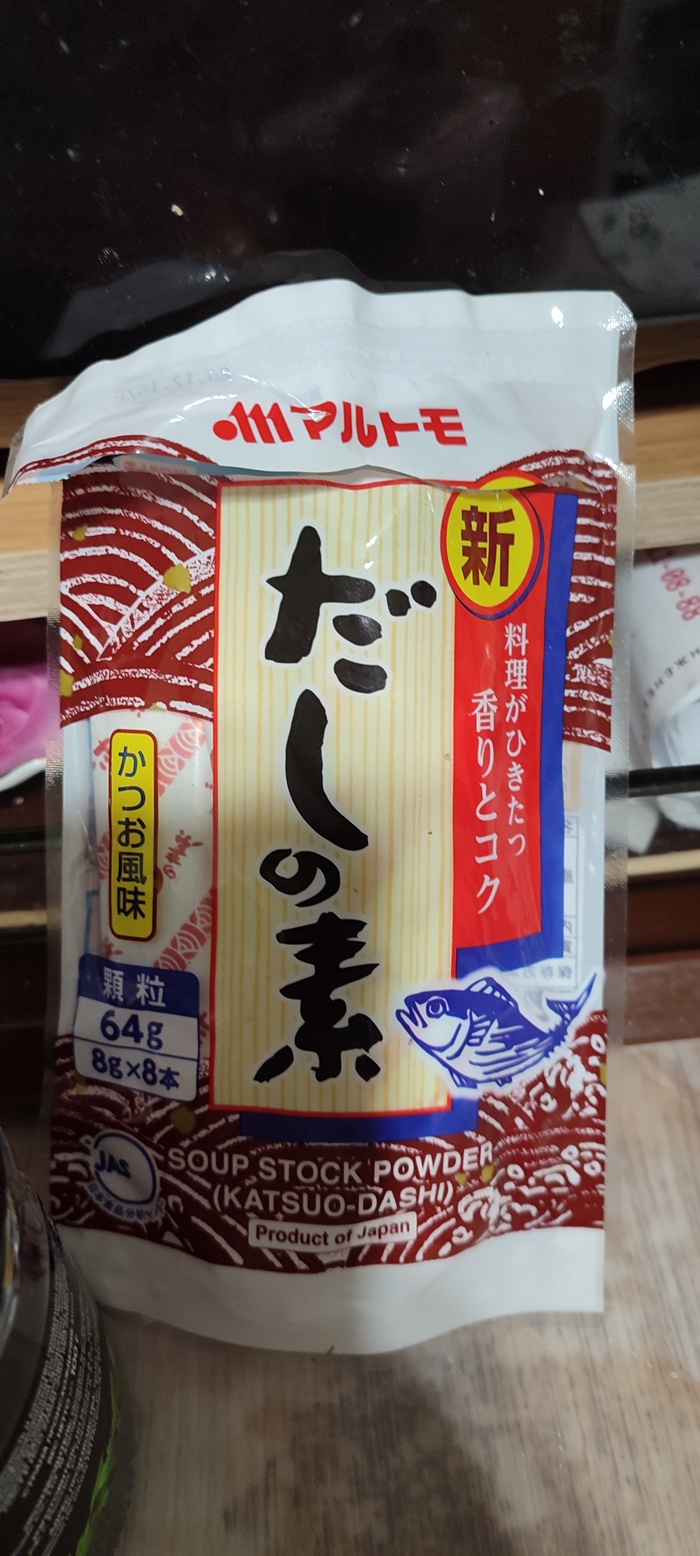 マルトモ
新
だしの素
料理がひきたつ
香りとコク
かつお風味
顆粒
64g
8g×8本
JAS
SOUP STOCK POWDER
(KATSUO-DASHI)
Product of Japan